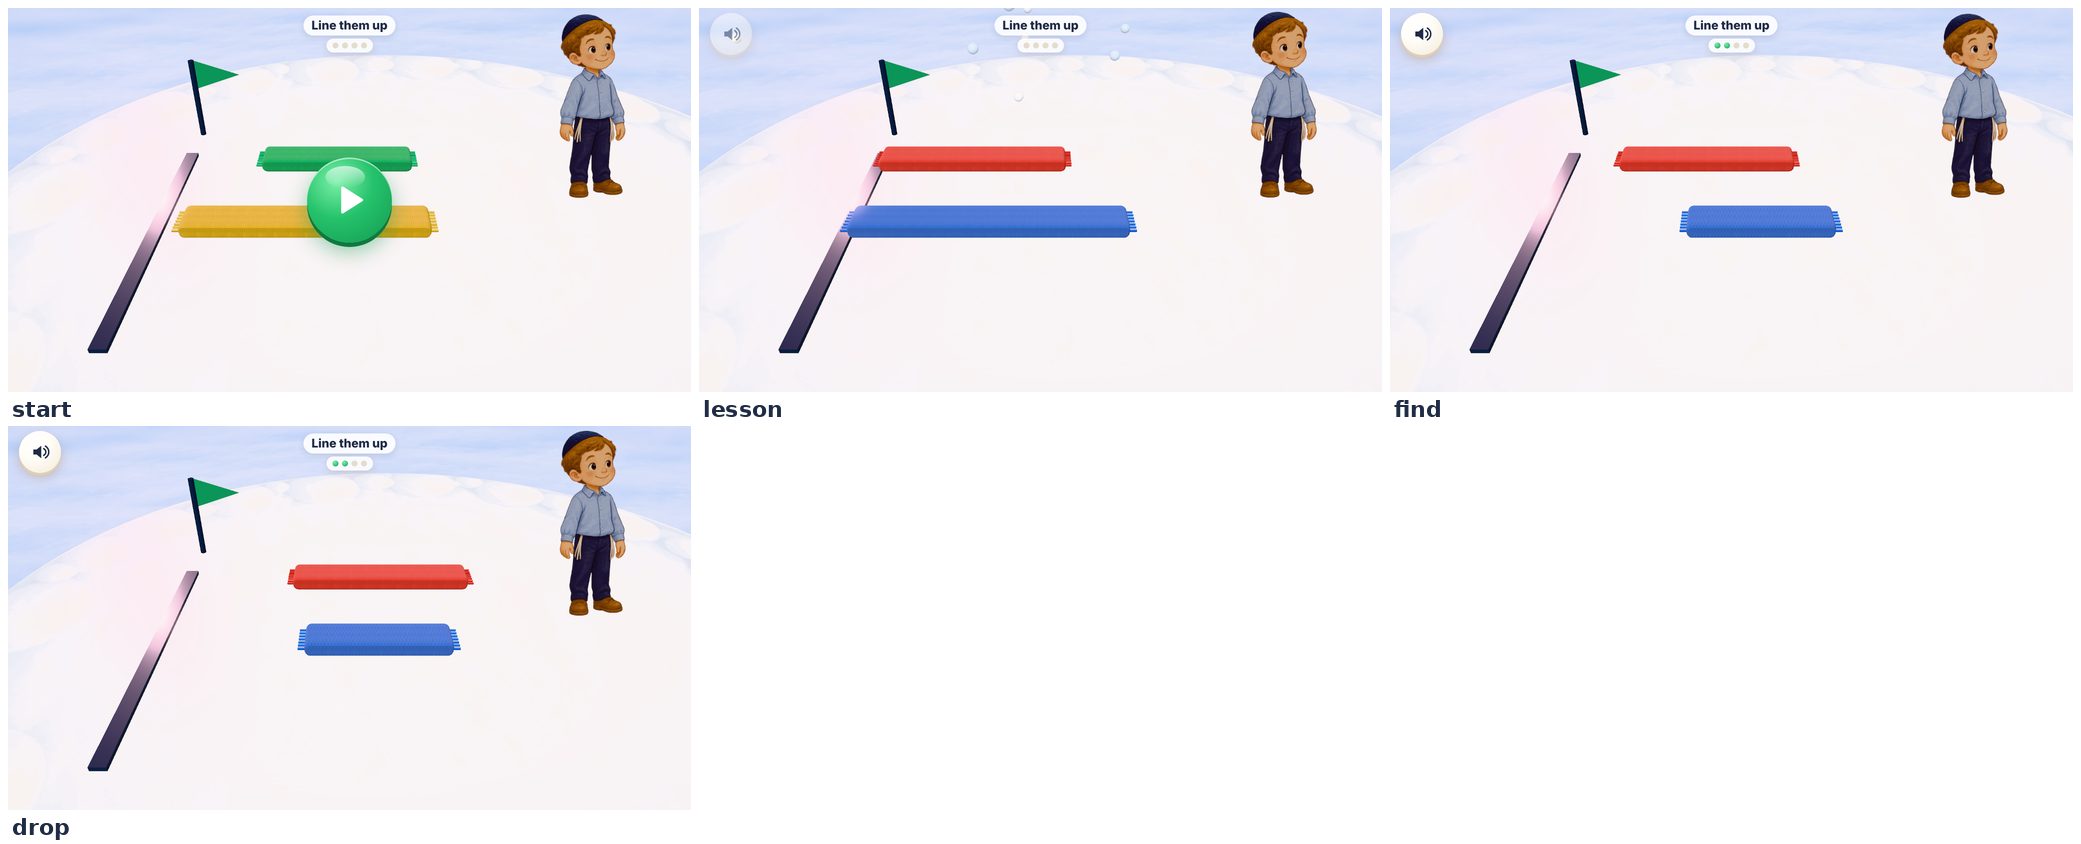 Line them up
Line them up
Line them up
start
lesson
find
Line them up
drop